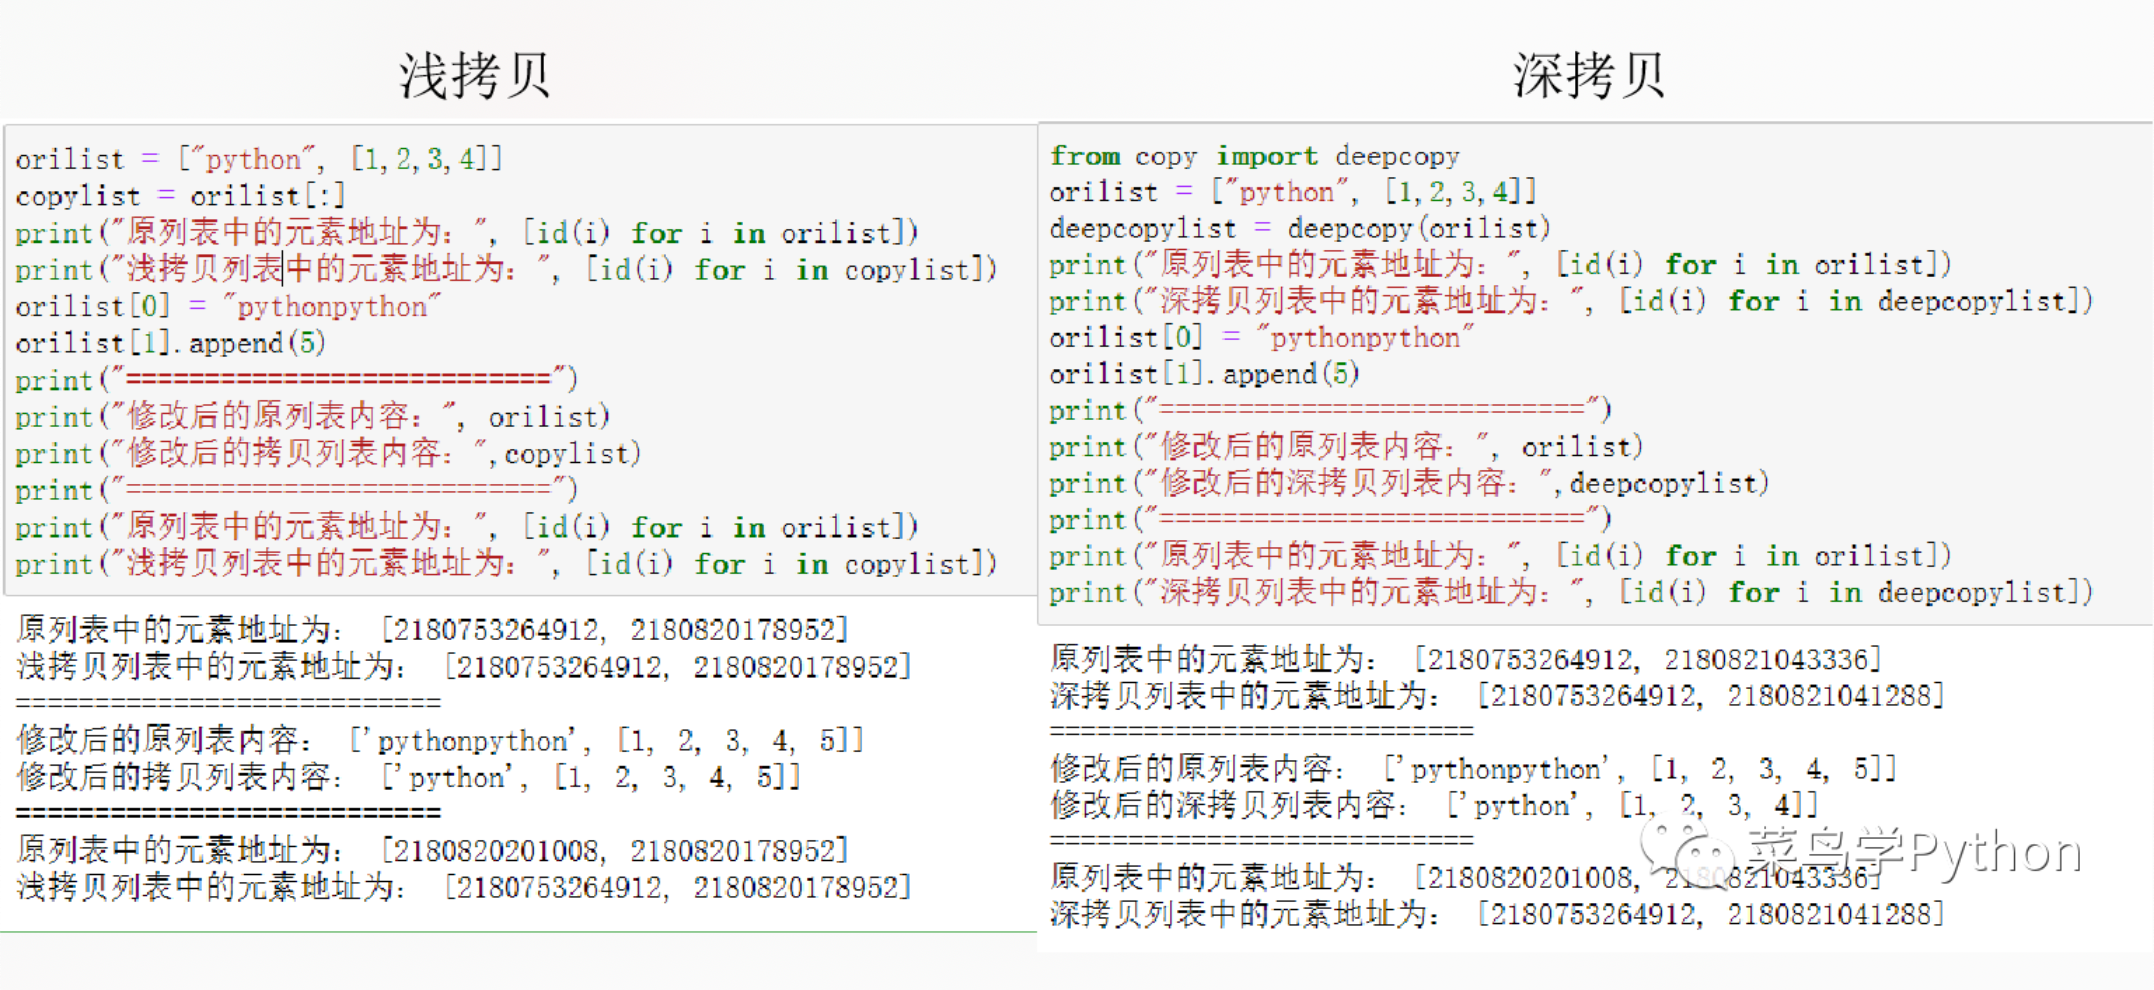 浅拷贝
orilist = ["python", [1,2,3,4]]
copylist = orilist[:]
print("原列表中的元素地址为：", [id(i) for i in orilist])
print("浅拷贝列表中的元素地址为：", [id(i) for i in copylist])
orilist[0] = "pythonpython"
orilist[1].append(5)
print("===========================")
print("修改后的原列表内容：", orilist)
print("修改后的拷贝列表内容：",copylist)
print("===========================")
print("原列表中的元素地址为：", [id(i) for i in orilist])
print("浅拷贝列表中的元素地址为：", [id(i) for i in copylist])
原列表中的元素地址为： [2180753264912, 2180820178952]
浅拷贝列表中的元素地址为： [2180753264912, 2180820178952]
===========================
修改后的原列表内容： ['pythonpython', [1, 2, 3, 4, 5]]
修改后的拷贝列表内容： ['python', [1, 2, 3, 4, 5]]
===========================
原列表中的元素地址为： [2180820201008, 2180820178952]
浅拷贝列表中的元素地址为： [2180753264912, 2180820178952]
深拷贝
from copy import deepcopy
orilist = ["python", [1,2,3,4]]
deepcopylist = deepcopy(orilist)
print("原列表中的元素地址为：", [id(i) for i in orilist])
print("深拷贝列表中的元素地址为：", [id(i) for i in deepcopylist])
orilist[0] = "pythonpython"
orilist[1].append(5)
print("===========================")
print("修改后的原列表内容：", orilist)
print("修改后的深拷贝列表内容：",deepcopylist)
print("===========================")
print("原列表中的元素地址为：", [id(i) for i in orilist])
print("深拷贝列表中的元素地址为：", [id(i) for i in deepcopylist])
原列表中的元素地址为： [2180753264912, 2180821043336]
深拷贝列表中的元素地址为： [2180753264912, 2180821041288]
===========================
修改后的原列表内容： ['pythonpython', [1, 2, 3, 4, 5]]
修改后的深拷贝列表内容： ['python', [1, 2, 3, 4]]
===========================
原列表中的元素地址为： [2180820201008, 2180821043336]
深拷贝列表中的元素地址为： [2180753264912, 2180821041288]
菜鸟学Python